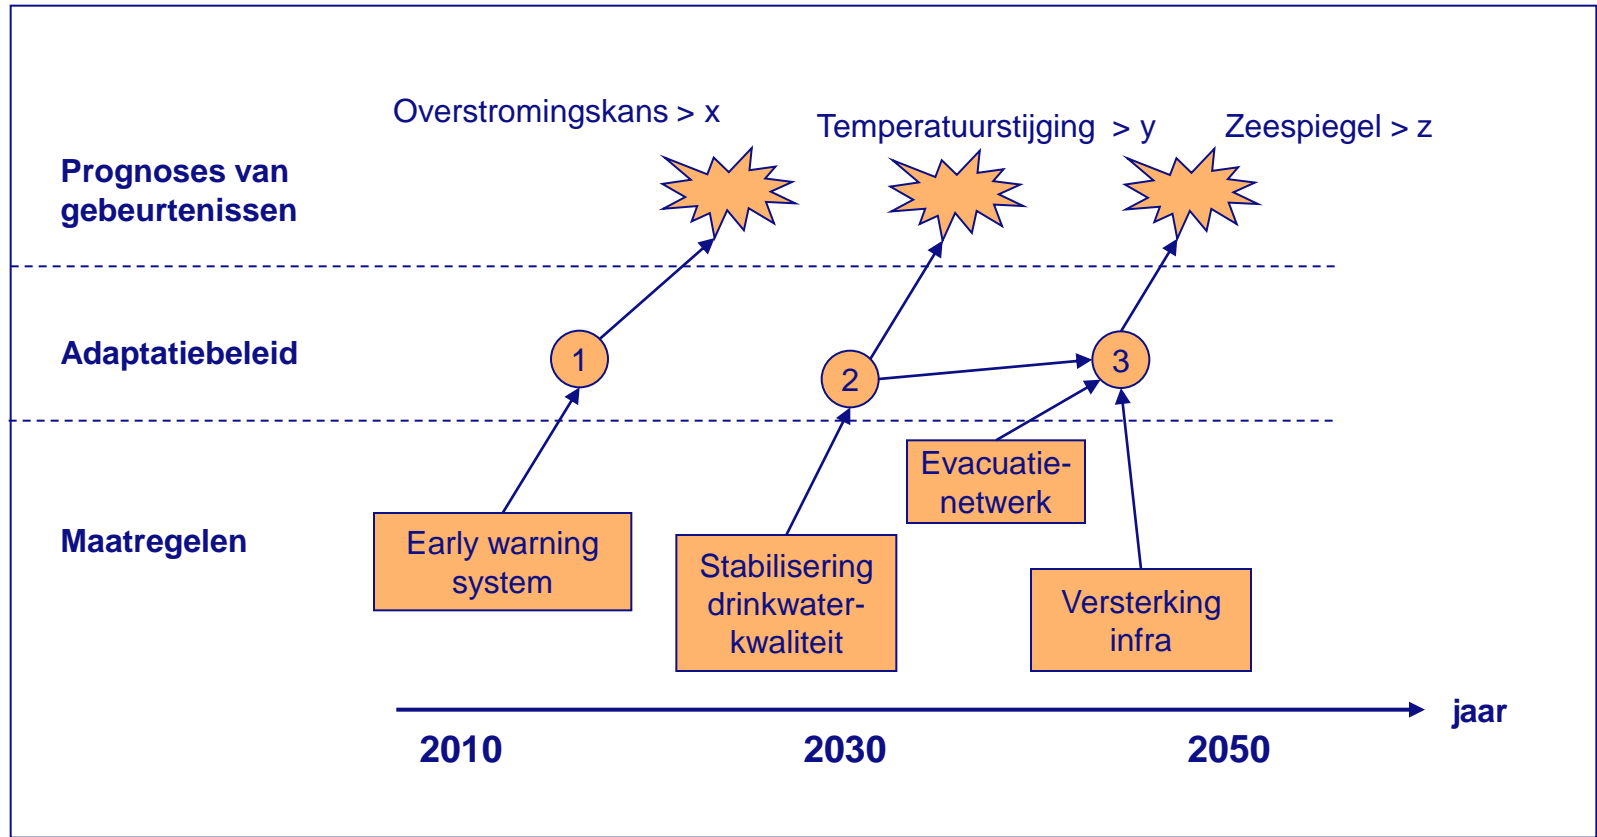 Overstromingskans > x
Temperatuurstijging > y
Zeespiegel > z
Prognoses van
gebeurtenissen
Adaptatiebeleid
1
2
3
Maatregelen
Early warning
system
Stabilisering
drinkwater-
kwaliteit
Evacuatie-
netwerk
Versterking
infra
jaar
2010
2030
2050